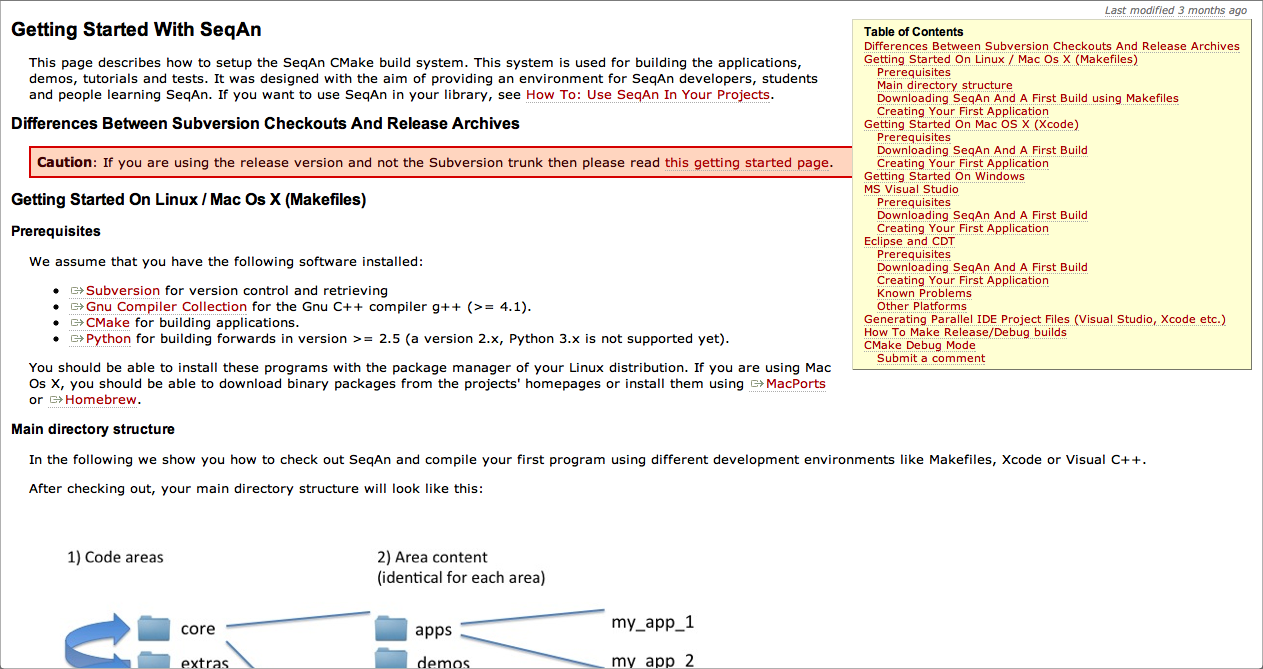 Last modified 3 months ago
Getting Started With SeqAn
This page describes how to setup the SeqAn CMake build system. This system is used for building the applications,
demos, tutorials and tests. It was designed with the aim of providing an environment for SeqAn developers, students
and people learning SeqAn. If you want to use SeqAn in your library, see How To: Use SeqAn In Your Projects.
Differences Between Subversion Checkouts And Release Archives
Caution: If you are using the release version and not the Subversion trunk then please read this getting started page.
Getting Started On Linux / Mac Os X (Makefiles)
Prerequisites
We assume that you have the following software installed:
• Subversion for version control and retrieving
• Gnu Compiler Collection for the Gnu C++ compiler g++ (>= 4.1).
• CMake for building applications.
• Python for building forwards in version >= 2.5 (a version 2.x, Python 3.x is not supported yet).
You should be able to install these programs with the package manager of your Linux distribution. If you are using Mac
Os X, you should be able to download binary packages from the projects' homepages or install them using MacPorts
or Homebrew.
Table of Contents
Differences Between Subversion Checkouts And Release Archives
Getting Started On Linux / Mac Os X (Makefiles)
Prerequisites
Main directory structure
Downloading SeqAn And A First Build using Makefiles
Creating Your First Application
Getting Started On Mac OS X (Xcode)
Prerequisites
Downloading SeqAn And A First Build
Creating Your First Application
Getting Started On Windows
MS Visual Studio
Prerequisites
Downloading SeqAn And A First Build
Creating Your First Application
Eclipse and CDT
Prerequisites
Downloading SeqAn And A First Build
Creating Your First Application
Known Problems
Other Platforms
Generating Parallel IDE Project Files (Visual Studio, Xcode etc.)
How To Make Release/Debug builds
CMake Debug Mode
Submit a comment
Main directory structure
In the following we show you how to check out SeqAn and compile your first program using different development environments like Makefiles, Xcode or Visual C++.
After checking out, your main directory structure will look like this:
1) Code areas
2) Area content
(identical for each area)
core
apps
my_app_1
extras
demos
my_app_2